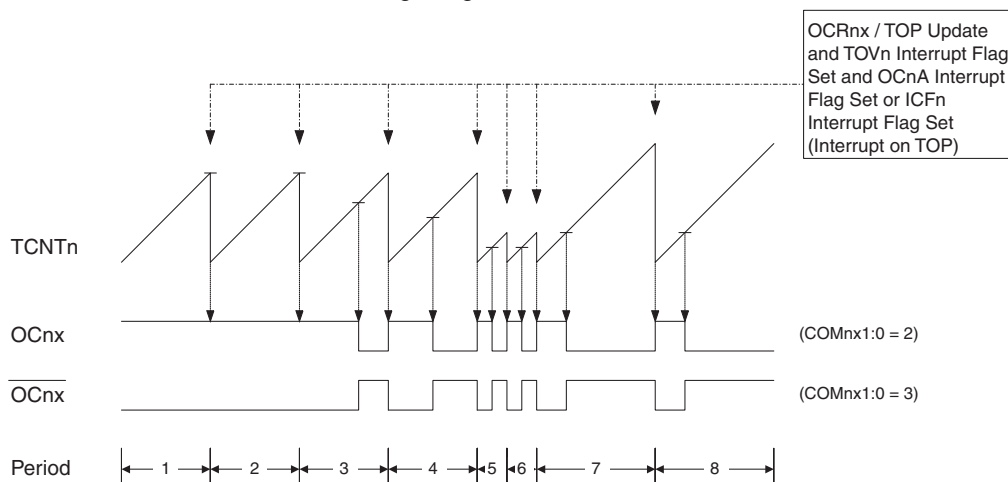 OCRnx / TOP Update
and TOVn Interrupt Flag
Set and OCnA Interrupt
Flag Set or ICFn
Interrupt Flag Set
(Interrupt on TOP)
TCNTn
OCnx
(COMnx1:0 = 2)
OCnx
(COMnx1:0 = 3)
Period
1 2 3 4 5 6 7 8